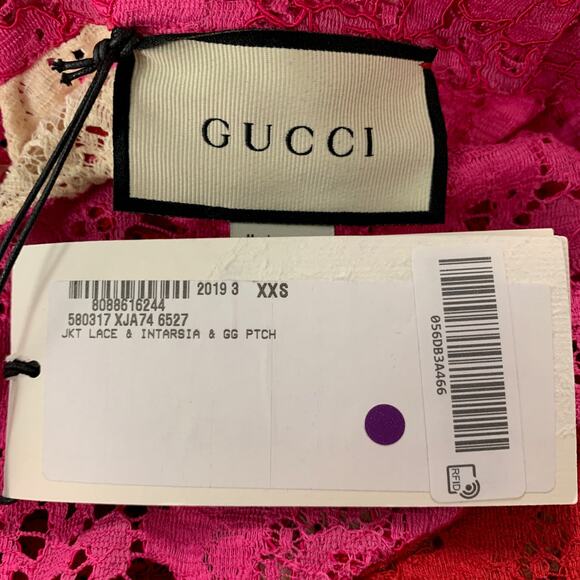 GUCCI
2019 3 XXS
8088616244
580317 XJA74 6527
JKT LACE & INTARSIA & GG PTCH
056DB3A466
RFID